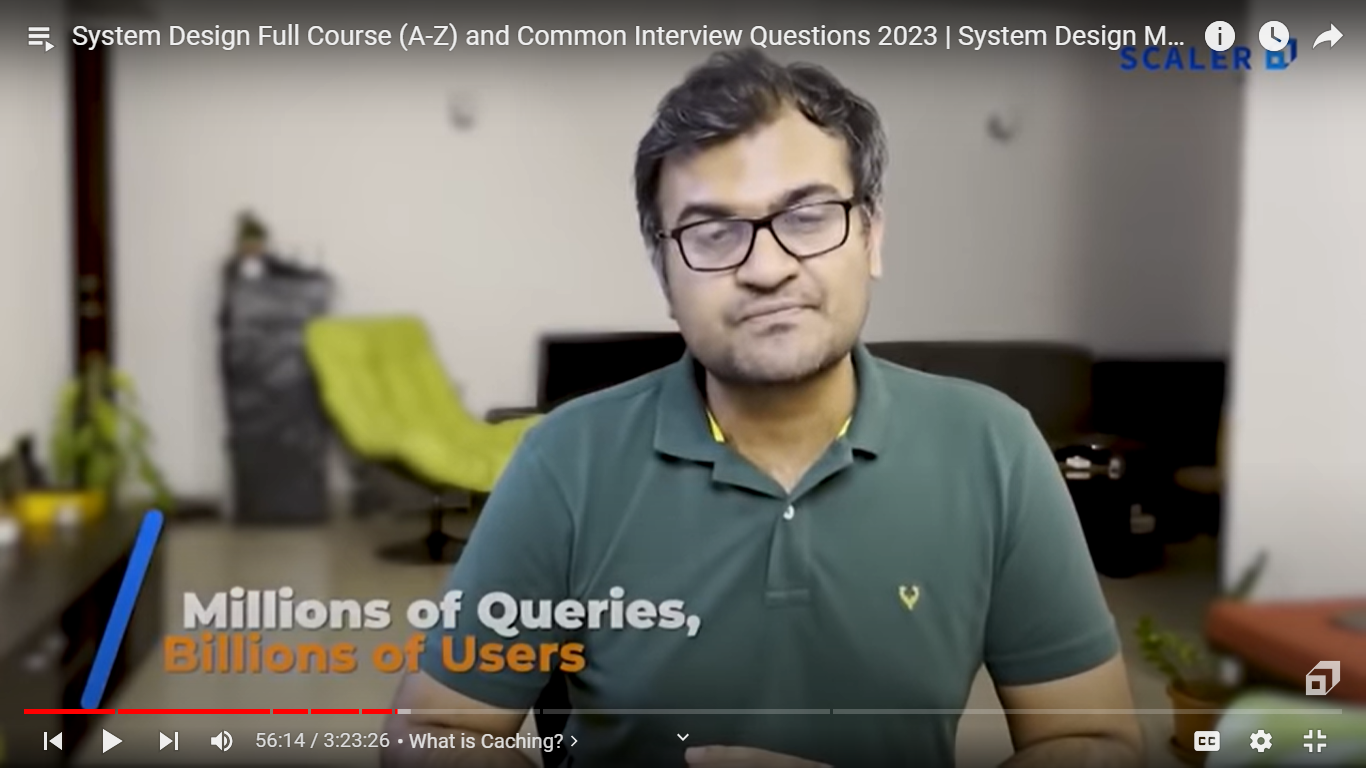 System Design Full Course (A-Z) and Common Interview Questions 2023 | System Design M...
SCALER
Millions of Queries,
Billions of Users
56:14 / 3:23:26 • What is Caching? >
CC